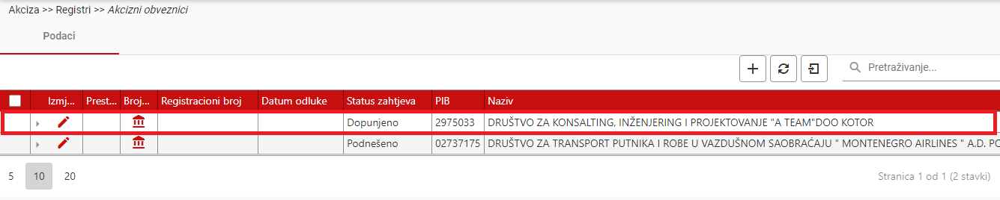 Akciza >> Registri >> Akcizni obveznici
Podaci
Pretraživanje...
Izmj... Prest... Broj... Registracioni broj Datum odluke Status zahtjeva PIB Naziv
Dopunjeno 2975033 DRUŠTVO ZA KONSALTING, INŽENJERING I PROJEKTOVANJE "A TEAM"DOO KOTOR
Podnešeno 02737175 DRUŠTVO ZA TRANSPORT PUTNIKA I ROBE U VAZDUŠNOM SAOBRAĆAJU " MONTENEGRO AIRLINES " A.D. PO
5 10 20 Stranica 1 od 1 (2 stavki)